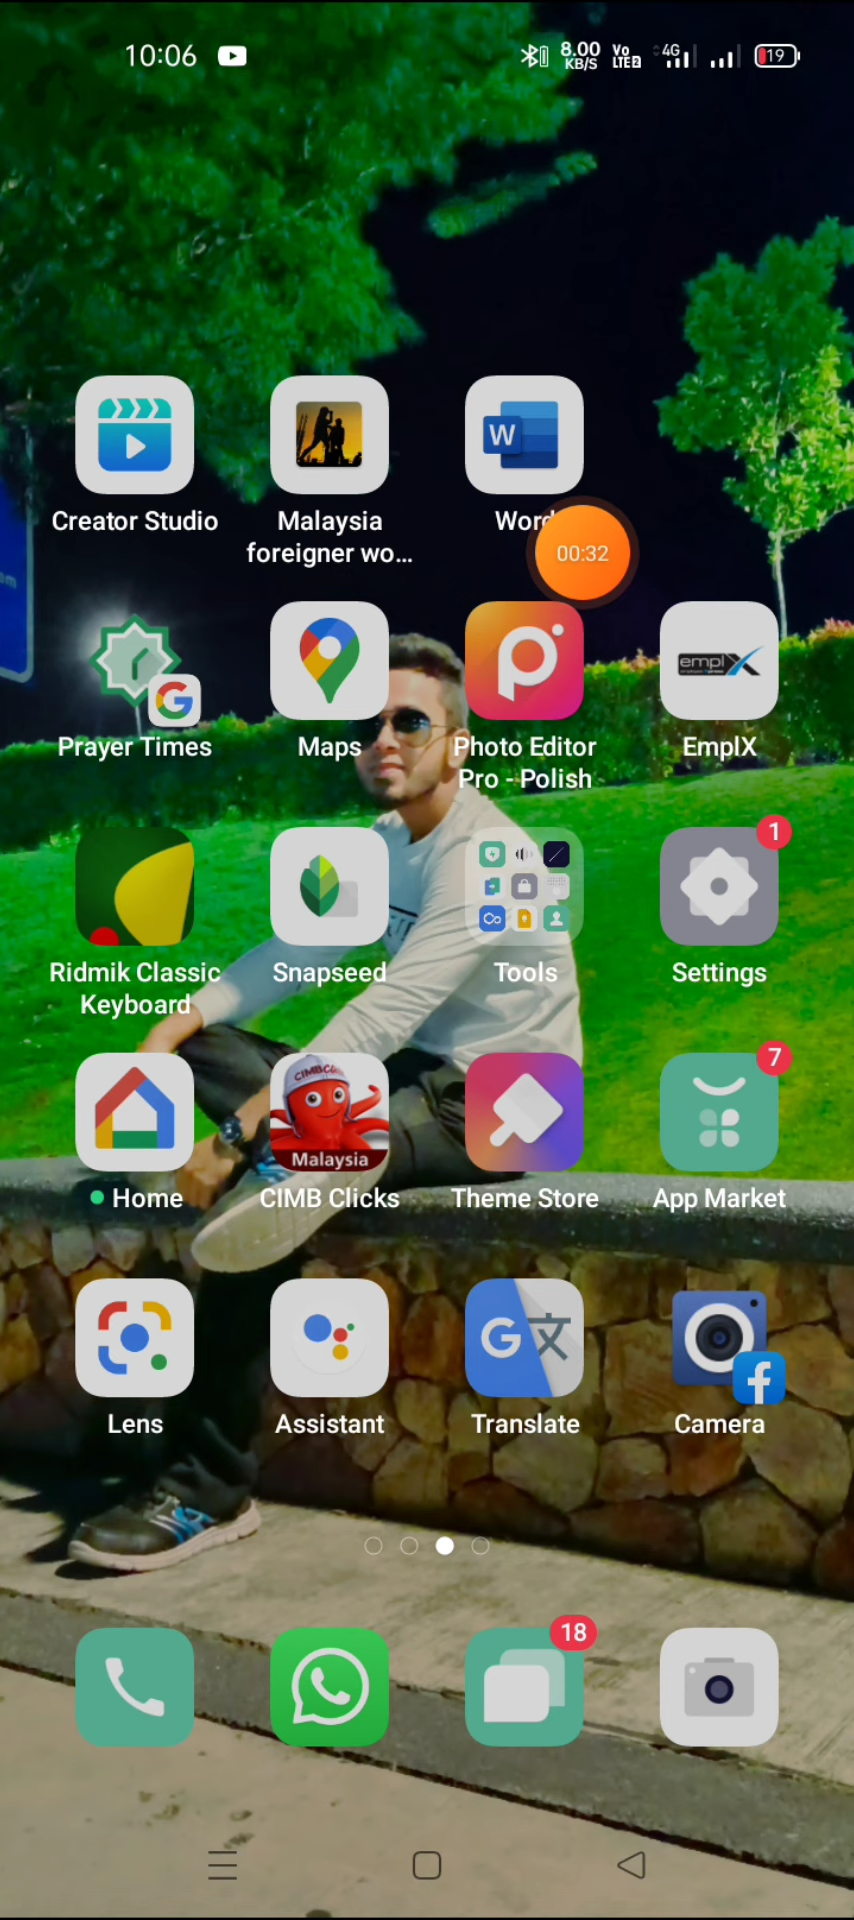 10:06 8.00 KB/S Vo LTE2 4G 19
Creator Studio Malaysia foreigner wo... Word
00:32
Prayer Times Maps Photo Editor Pro - Polish EmplX
emplX
1
Ridmik Classic Keyboard Snapseed Tools Settings
7
CIMBCLI
Malaysia
Home CIMB Clicks Theme Store App Market
Lens Assistant Translate Camera
18